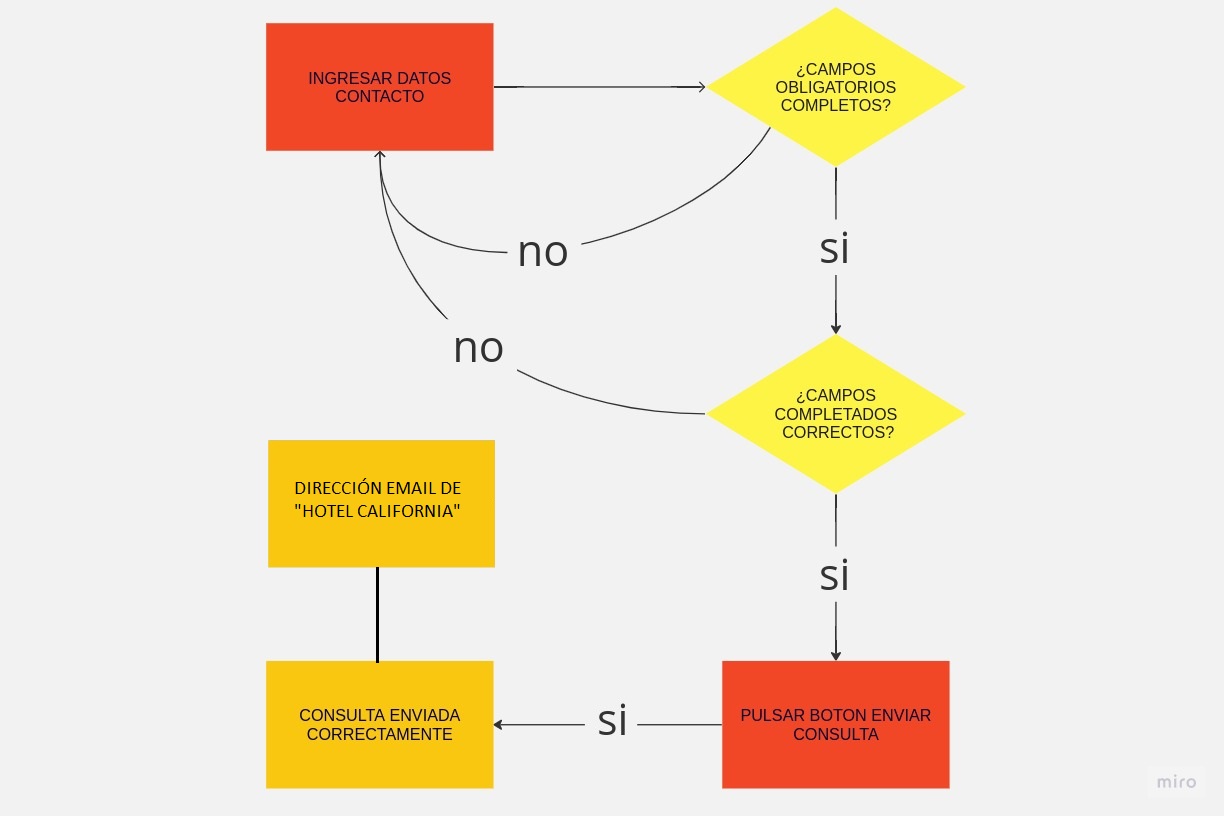 INGRESAR DATOS
CONTACTO
¿CAMPOS
OBLIGATORIOS
COMPLETOS?
no
si
no
¿CAMPOS
COMPLETADOS
CORRECTOS?
DIRECCIÓN EMAIL DE
"HOTEL CALIFORNIA"
si
CONSULTA ENVIADA
CORRECTAMENTE
si
PULSAR BOTON ENVIAR
CONSULTA
miro